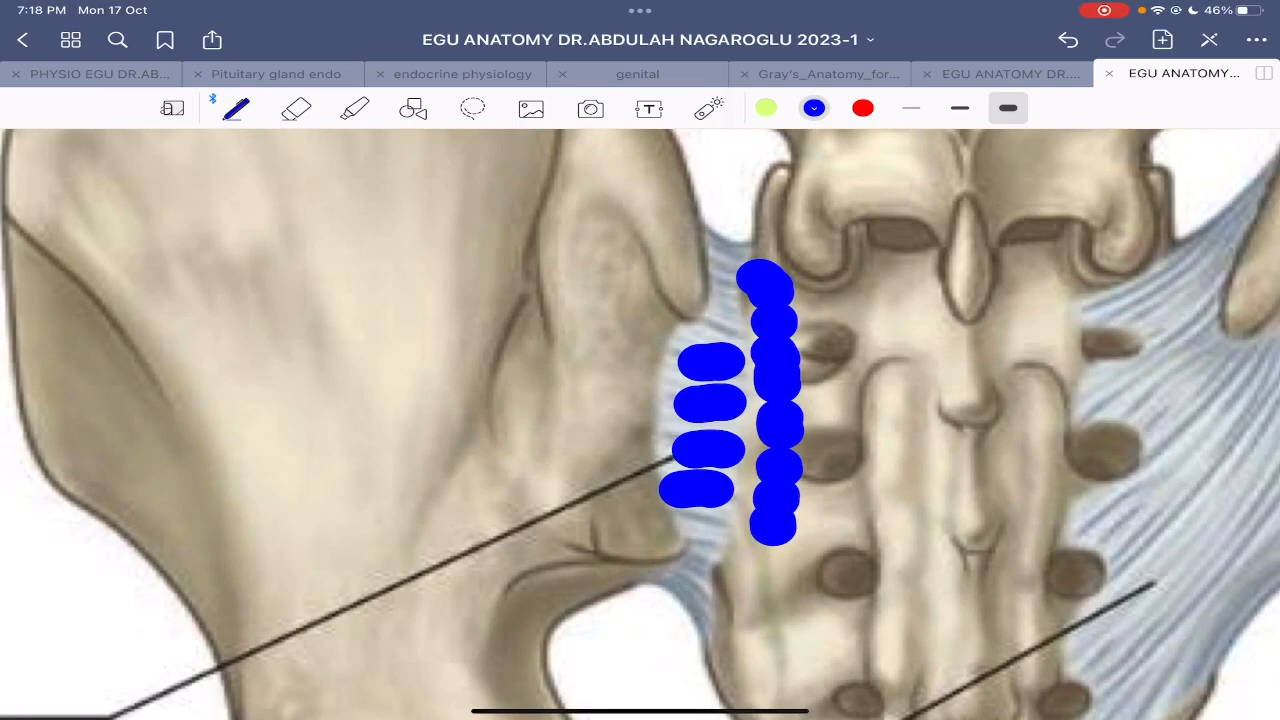 7:18 PM Mon 17 Oct
46%
EGU ANATOMY DR.ABDULAH NAGAROGLU 2023-1
PHYSIO EGU DR.AB...
Pituitary gland endo
endocrine physiology
genital
Gray's_Anatomy_for...
EGU ANATOMY DR....
EGU ANATOMY...
T